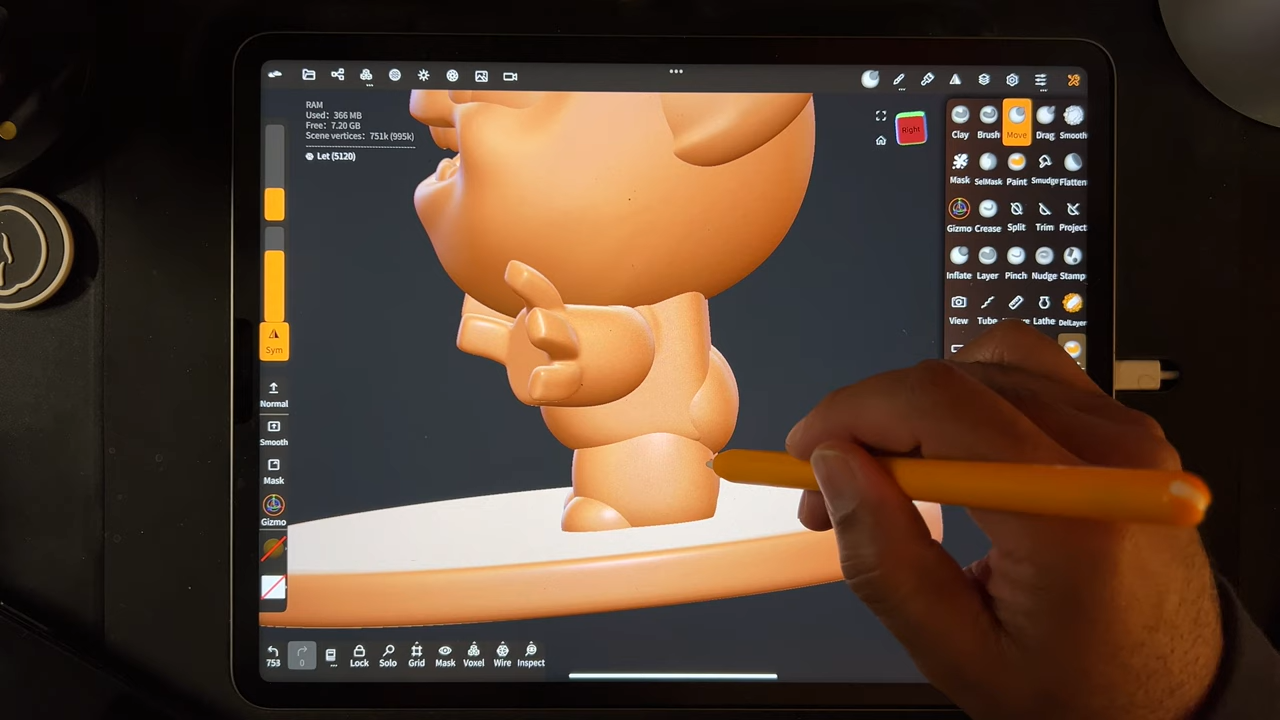 RAM
Used: 366 MB
Free: 7.20 GB
Scene vertices: 751k (995k)
Let (5120)
Right
Clay Brush Move Drag Smooth
Mask SelMask Paint Smudge Flatten
Gizmo Crease Split Trim Project
Inflate Layer Pinch Nudge Stamp
View Tube Lathe DelLayer
Sym
Normal
Smooth
Mask
Gizmo
753 0 Lock Solo Grid Mask Voxel Wire Inspect